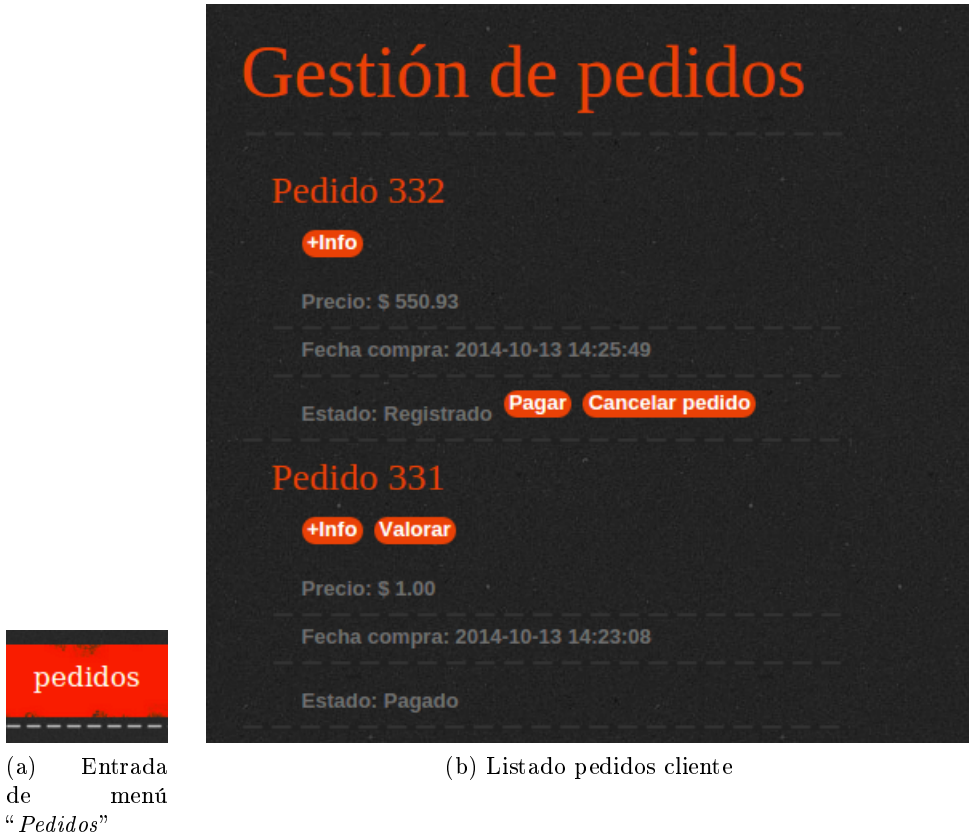 Gestión de pedidos
Pedido 332
+Info
Precio: $ 550.93
Fecha compra: 2014-10-13 14:25:49
Estado: Registrado Pagar Cancelar pedido
Pedido 331
+Info Valorar
Precio: $ 1.00
Fecha compra: 2014-10-13 14:23:08
Estado: Pagado
pedidos
(a) Entrada
de menú
“Pedidos”
(b) Listado pedidos cliente